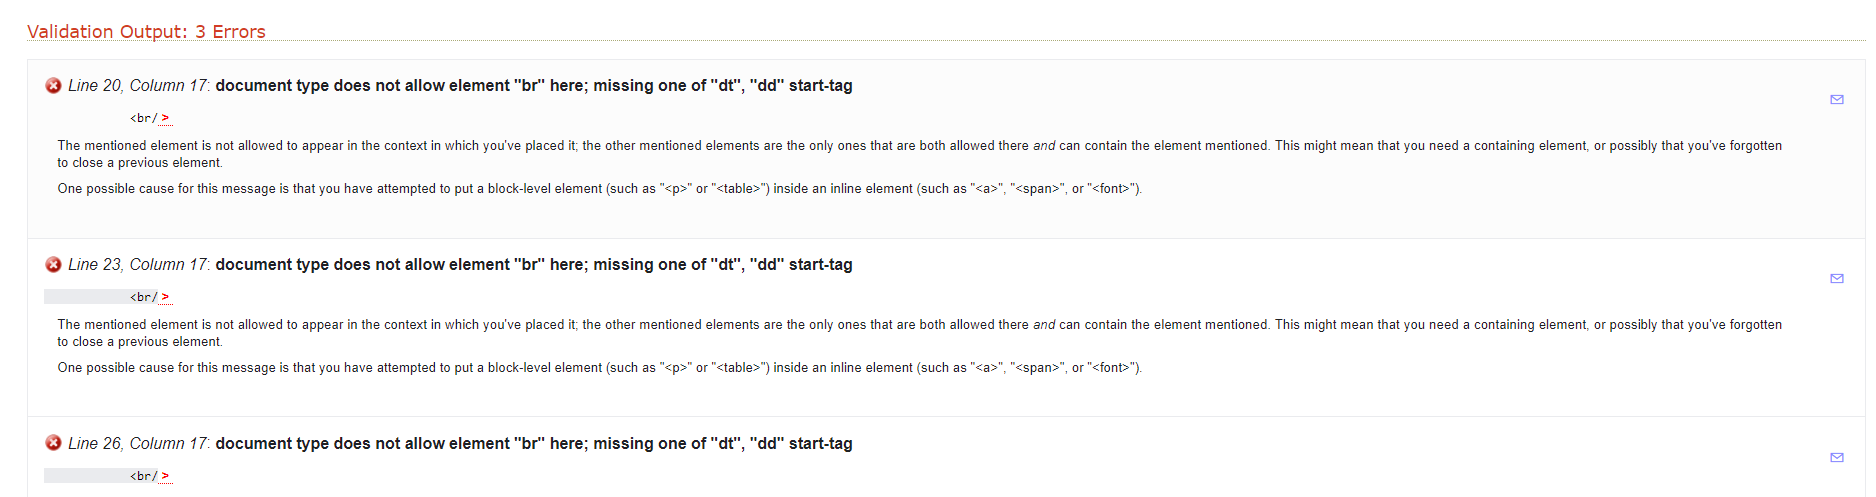 Validation Output: 3 Errors
Line 20, Column 17: document type does not allow element "br" here; missing one of "dt", "dd" start-tag
<br/>
The mentioned element is not allowed to appear in the context in which you've placed it; the other mentioned elements are the only ones that are both allowed there and can contain the element mentioned. This might mean that you need a containing element, or possibly that you've forgotten
to close a previous element.
One possible cause for this message is that you have attempted to put a block-level element (such as "<p>" or "<table>") inside an inline element (such as "<a>", "<span>", or "<font>").
Line 23, Column 17: document type does not allow element "br" here; missing one of "dt", "dd" start-tag
<br/>
The mentioned element is not allowed to appear in the context in which you've placed it; the other mentioned elements are the only ones that are both allowed there and can contain the element mentioned. This might mean that you need a containing element, or possibly that you've forgotten
to close a previous element.
One possible cause for this message is that you have attempted to put a block-level element (such as "<p>" or "<table>") inside an inline element (such as "<a>", "<span>", or "<font>").
Line 26, Column 17: document type does not allow element "br" here; missing one of "dt", "dd" start-tag
<br/>